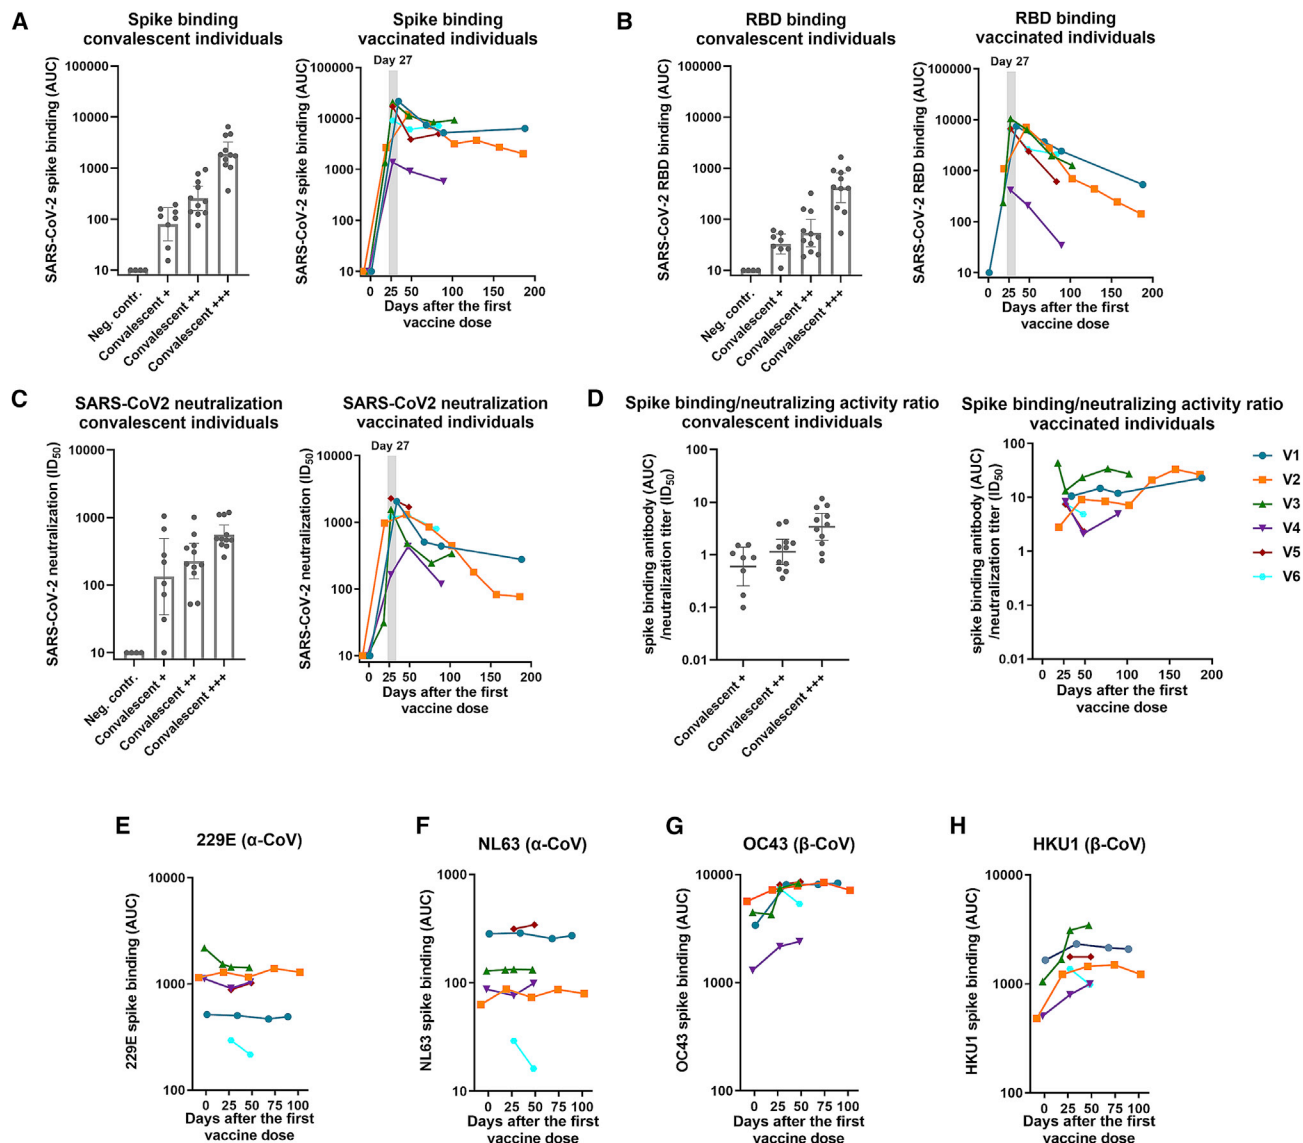 A
Spike binding
convalescent individuals
SARS-CoV-2 spike binding (AUC)
100000
10000
1000
100
10
Neg. contr.
Convalescent +
Convalescent ++
Convalescent +++
Spike binding
vaccinated individuals
Day 27
SARS-CoV-2 spike binding (AUC)
100000
10000
1000
100
10
0 25 50 100 150 200
Days after the first
vaccine dose
B
RBD binding
convalescent individuals
SARS-CoV-2 RBD binding (AUC)
100000
10000
1000
100
10
Neg. contr.
Convalescent +
Convalescent ++
Convalescent +++
RBD binding
vaccinated individuals
Day 27
SARS-CoV-2 RBD binding (AUC)
100000
10000
1000
100
10
0 25 50 100 150 200
Days after the first
vaccine dose
C
SARS-CoV2 neutralization
convalescent individuals
SARS-CoV-2 neutralization (ID50)
10000
1000
100
10
Neg. contr.
Convalescent +
Convalescent ++
Convalescent +++
SARS-CoV2 neutralization
vaccinated individuals
Day 27
SARS-CoV-2 neutralization (ID50)
10000
1000
100
10
0 25 50 100 150 200
Days after the first
vaccine dose
D
Spike binding/neutralizing activity ratio
convalescent individuals
spike binding antibody (AUC)
/neutralization titer (ID50)
100
10
1
0.1
0.01
Convalescent +
Convalescent ++
Convalescent +++
Spike binding/neutralizing activity ratio
vaccinated individuals
spike binding anitbody (AUC)
/neutralization titer (ID50)
100
10
1
0.1
0.01
0 25 50 100 150 200
Days after the first
vaccine dose
V1
V2
V3
V4
V5
V6
E
229E (α-CoV)
229E spike binding (AUC)
10000
1000
100
0 25 50 75 100
Days after the first
vaccine dose
F
NL63 (α-CoV)
NL63 spike binding (AUC)
1000
100
10
0 25 50 75 100
Days after the first
vaccine dose
G
OC43 (β-CoV)
OC43 spike binding (AUC)
10000
1000
100
0 25 50 75 100
Days after the first
vaccine dose
H
HKU1 (β-CoV)
HKU1 spike binding (AUC)
10000
1000
100
0 25 50 75 100
Days after the first
vaccine dose